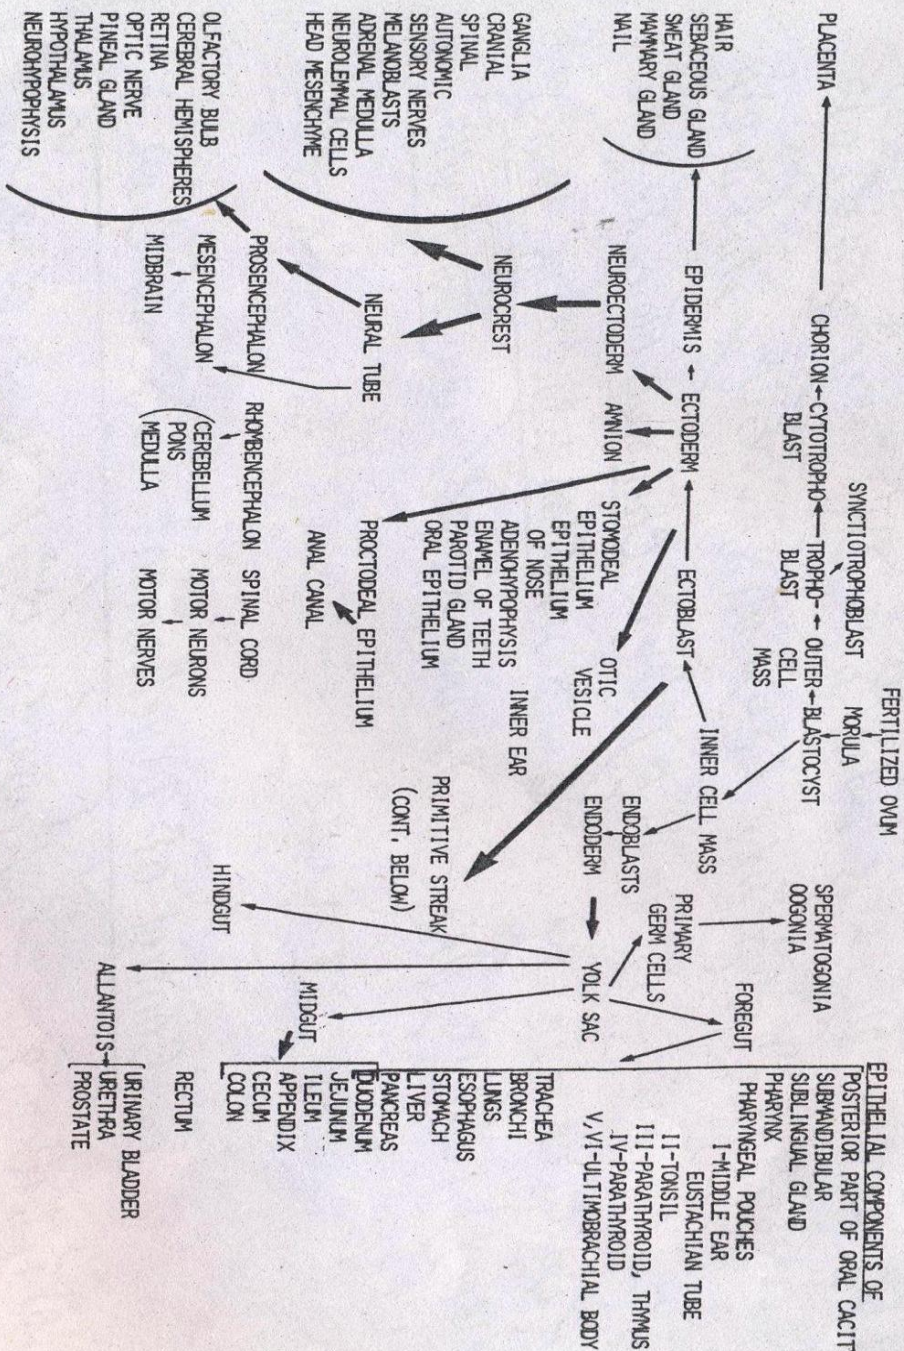 FERTILIZED OVUM
MORULA
BLASTOCYST
OUTER
CELL
MASS
TROPHO-
BLAST
SYNCTIOTROPHOBLAST
CYTOTROPHO
BLAST
CHORION
PLACENTA
INNER CELL MASS
ECTOBLAST
ECTODERM
EPIDERMIS
HAIR
SEBACEOUS GLAND
SWEAT GLAND
MAMMARY GLAND
NAIL
NEUROECTODERM
AMNION
STOMODEAL
EPITHELIUM
EPITHELIUM
OF NOSE
ADENOHYPOPHYSIS
ENAMEL OF TEETH
PAROTID GLAND
ORAL EPITHELIUM
OTIC
VESICLE
INNER EAR
PROCTODEAL EPITHELIUM
ANAL CANAL
PRIMITIVE STREAK
(CONT. BELOW)
NEUROCREST
GANGLIA
CRANIAL
SPINAL
AUTONOMIC
SENSORY NERVES
MELANOBLASTS
ADRENAL MEDULLA
NEUROLEMMAL CELLS
HEAD MESENCHYME
NEURAL TUBE
PROSENCEPHALON
OLFACTORY BULB
CEREBRAL HEMISPHERES
RETINA
OPTIC NERVE
PINEAL GLAND
THALAMUS
HYPOTHALAMUS
NEUROHYPOPHYSIS
MESENCEPHALON
MIDBRAIN
RHOMBENCEPHALON
CEREBELLUM
PONS
MEDULLA
SPINAL CORD
MOTOR NEURONS
MOTOR NERVES
ENDOBLASTS
ENDODERM
YOLK SAC
PRIMARY
GERM CELLS
SPERMATOGONIA
OOGONIA
FOREGUT
MIDGUT
HINDGUT
ALLANTOIS
EPITHELIAL COMPONENTS OF
POSTERIOR PART OF ORAL CACIT
SUBMANDIBULAR
SUBLINGUAL GLAND
PHARYNX
PHARYNGEAL POUCHES
I-MIDDLE EAR
EUSTACHIAN TUBE
II-TONSIL
III-PARATHYROID, THYMUS
IV-PARATHYROID
V,VI-ULTIMOBRACHIAL BODY
TRACHEA
BRONCHI
LUNGS
ESOPHAGUS
STOMACH
LIVER
PANCREAS
DUODENUM
JEJUNUM
ILEUM
APPENDIX
CECUM
COLON
RECTUM
URINARY BLADDER
URETHRA
PROSTATE